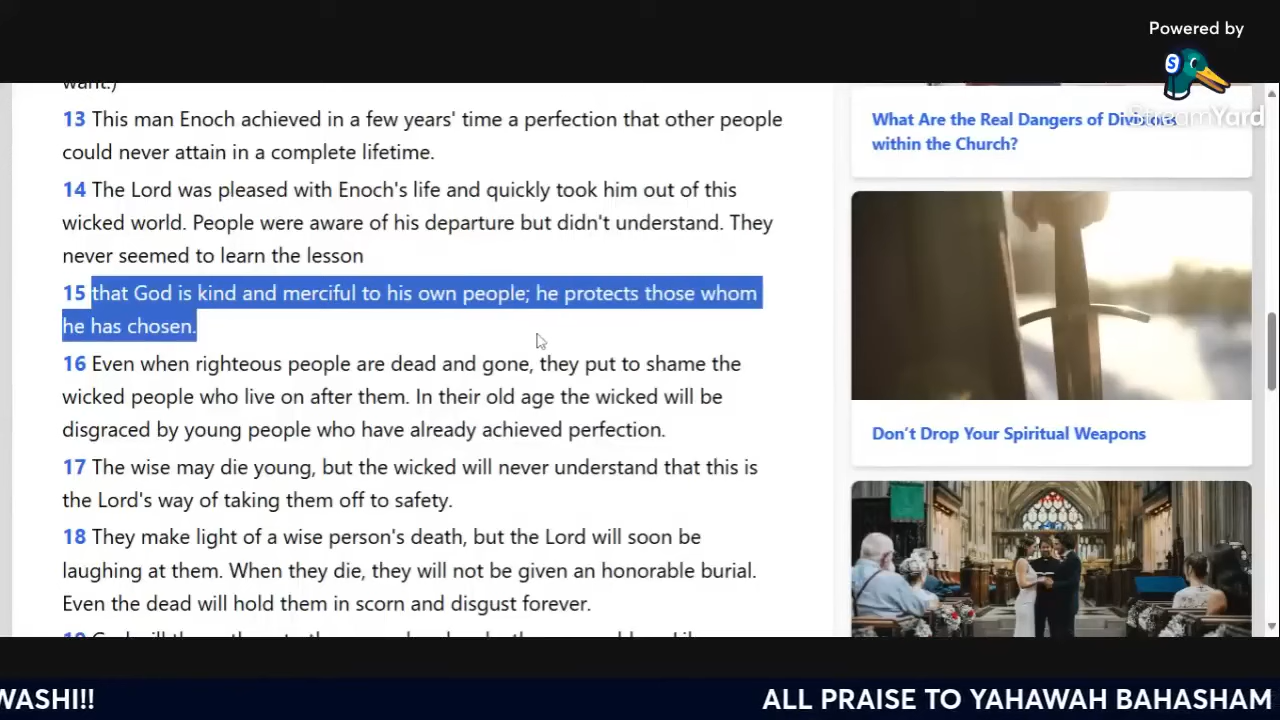 Powered by
StreamYard
want.)
13 This man Enoch achieved in a few years' time a perfection that other people
could never attain in a complete lifetime.
14 The Lord was pleased with Enoch's life and quickly took him out of this
wicked world. People were aware of his departure but didn't understand. They
never seemed to learn the lesson
15 that God is kind and merciful to his own people; he protects those whom
he has chosen.
16 Even when righteous people are dead and gone, they put to shame the
wicked people who live on after them. In their old age the wicked will be
disgraced by young people who have already achieved perfection.
17 The wise may die young, but the wicked will never understand that this is
the Lord's way of taking them off to safety.
18 They make light of a wise person's death, but the Lord will soon be
laughing at them. When they die, they will not be given an honorable burial.
Even the dead will hold them in scorn and disgust forever.
What Are the Real Dangers of Divisions
within the Church?
Don't Drop Your Spiritual Weapons
WASHI!! ALL PRAISE TO YAHAWAH BAHASHAM